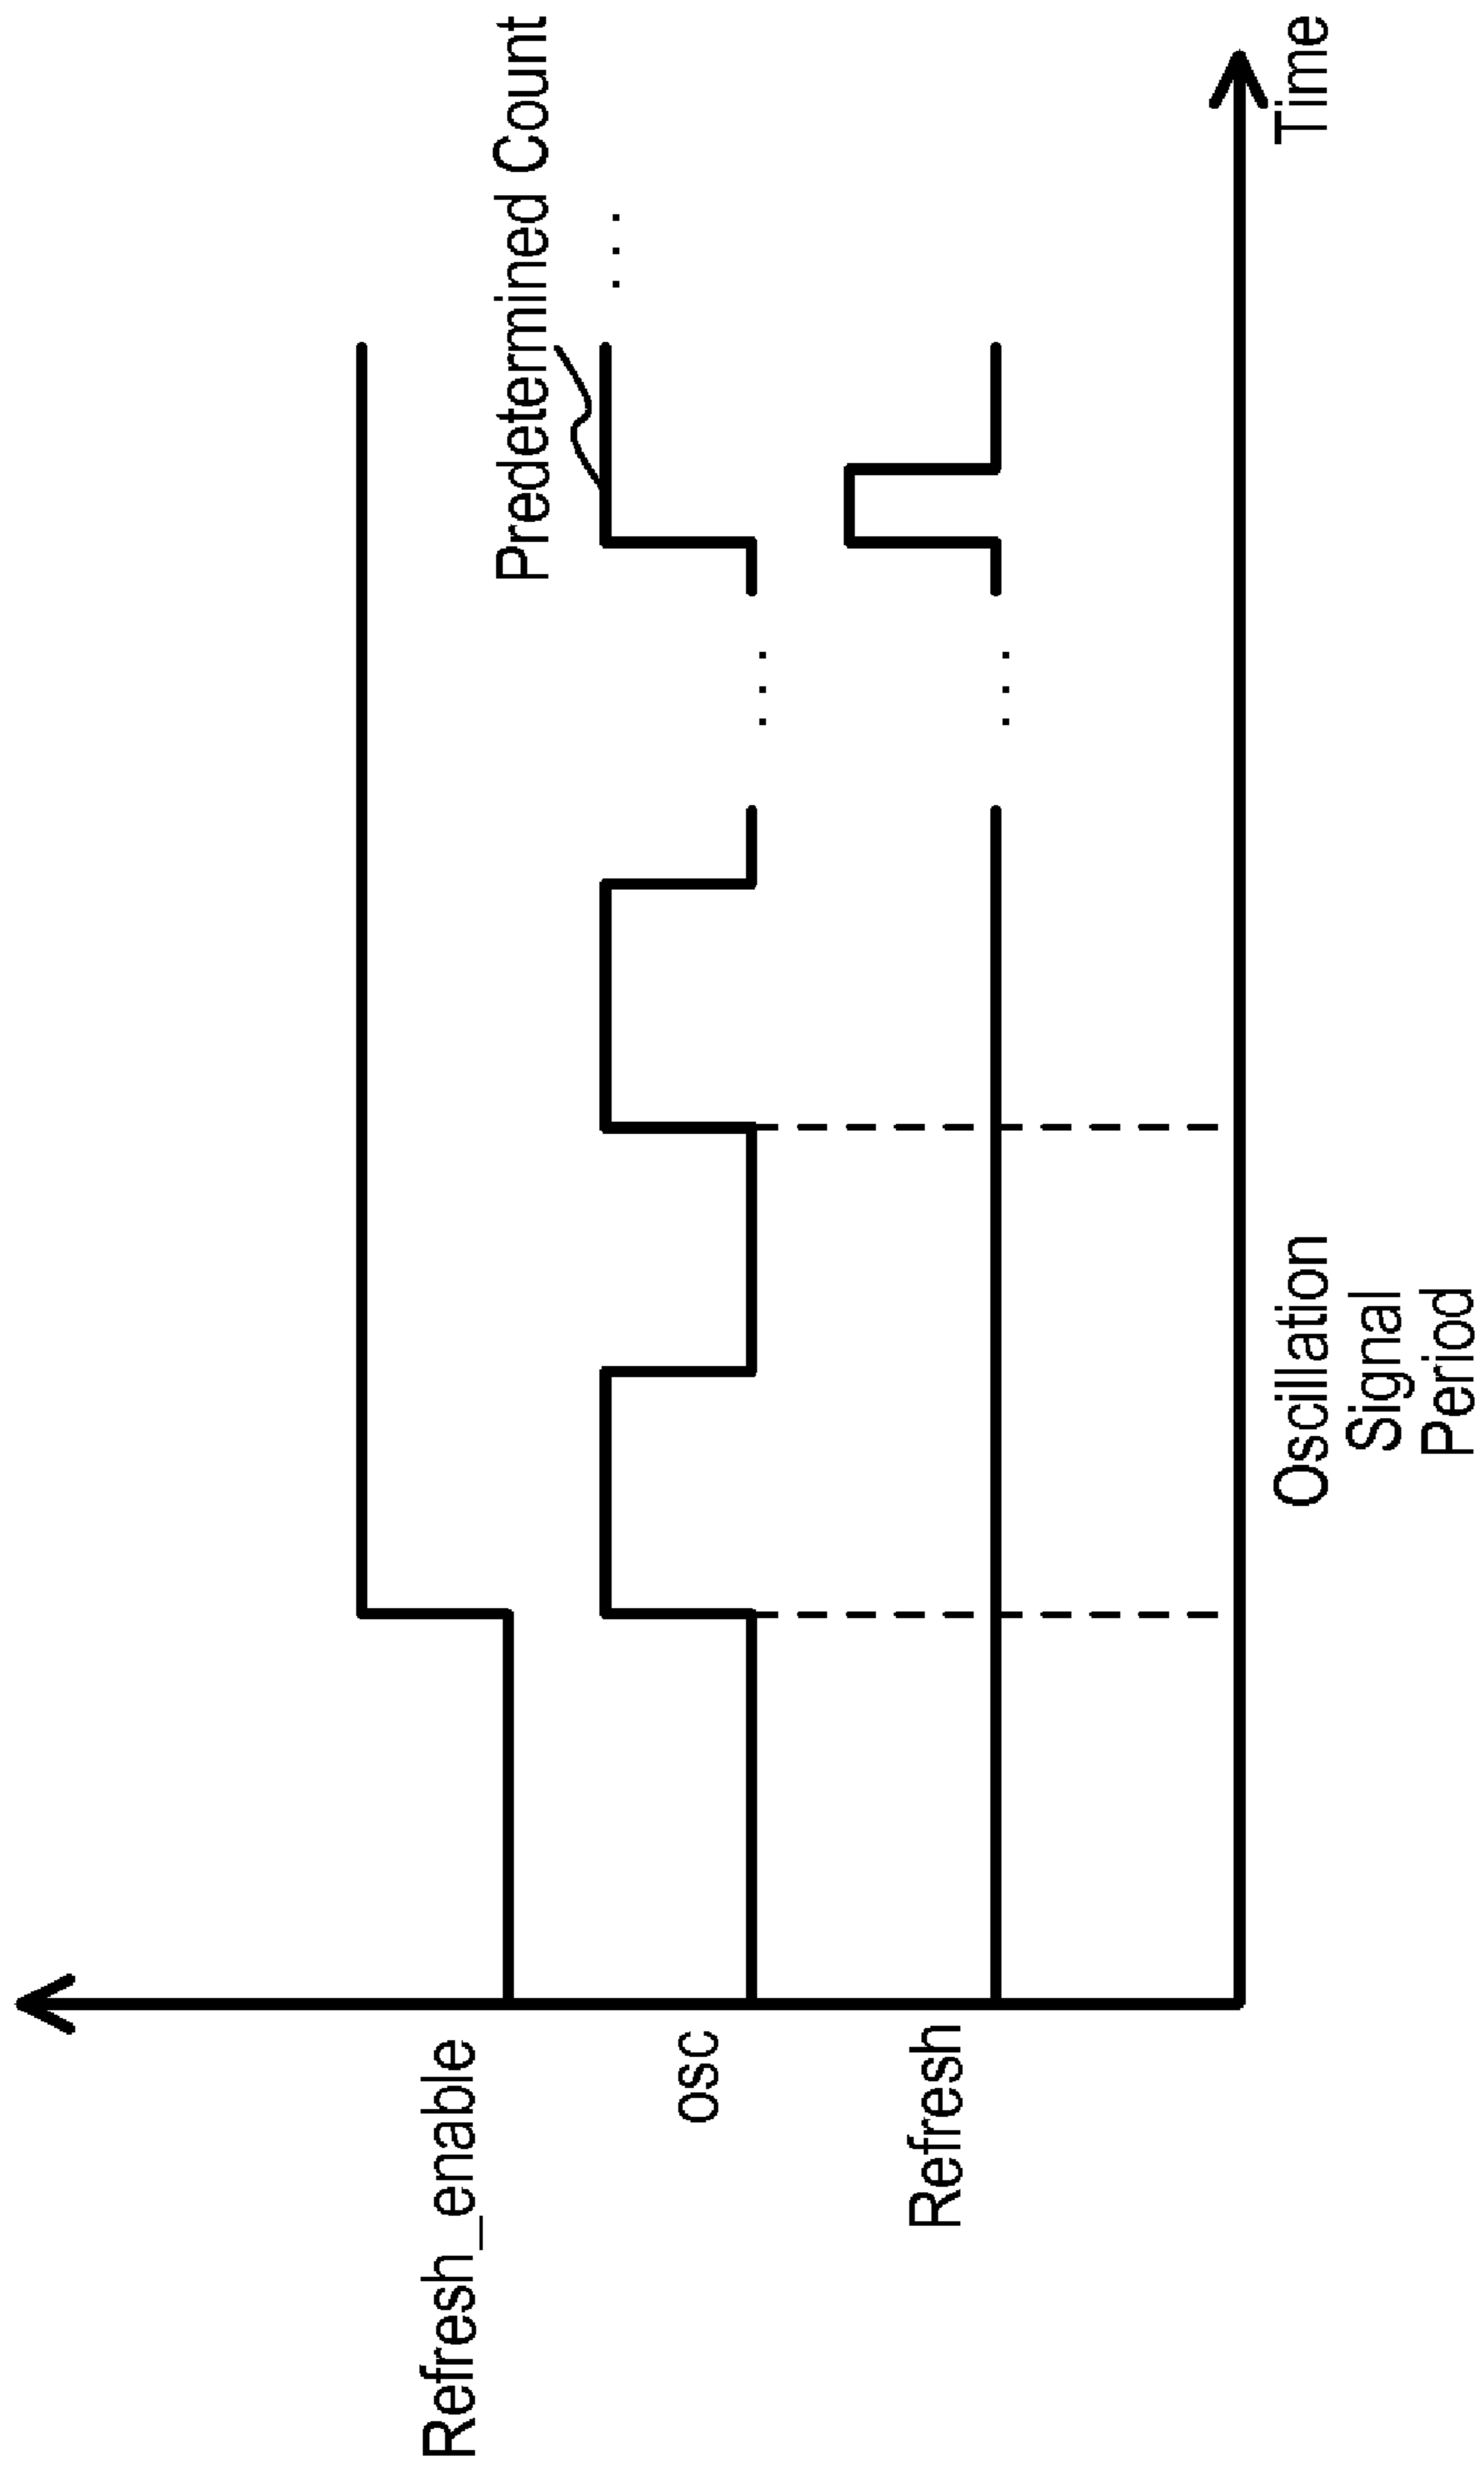 Predetermined Count
Refresh_enable
. . .
osc
. . .
Refresh
. . .
Time
Oscillation
Signal
Period